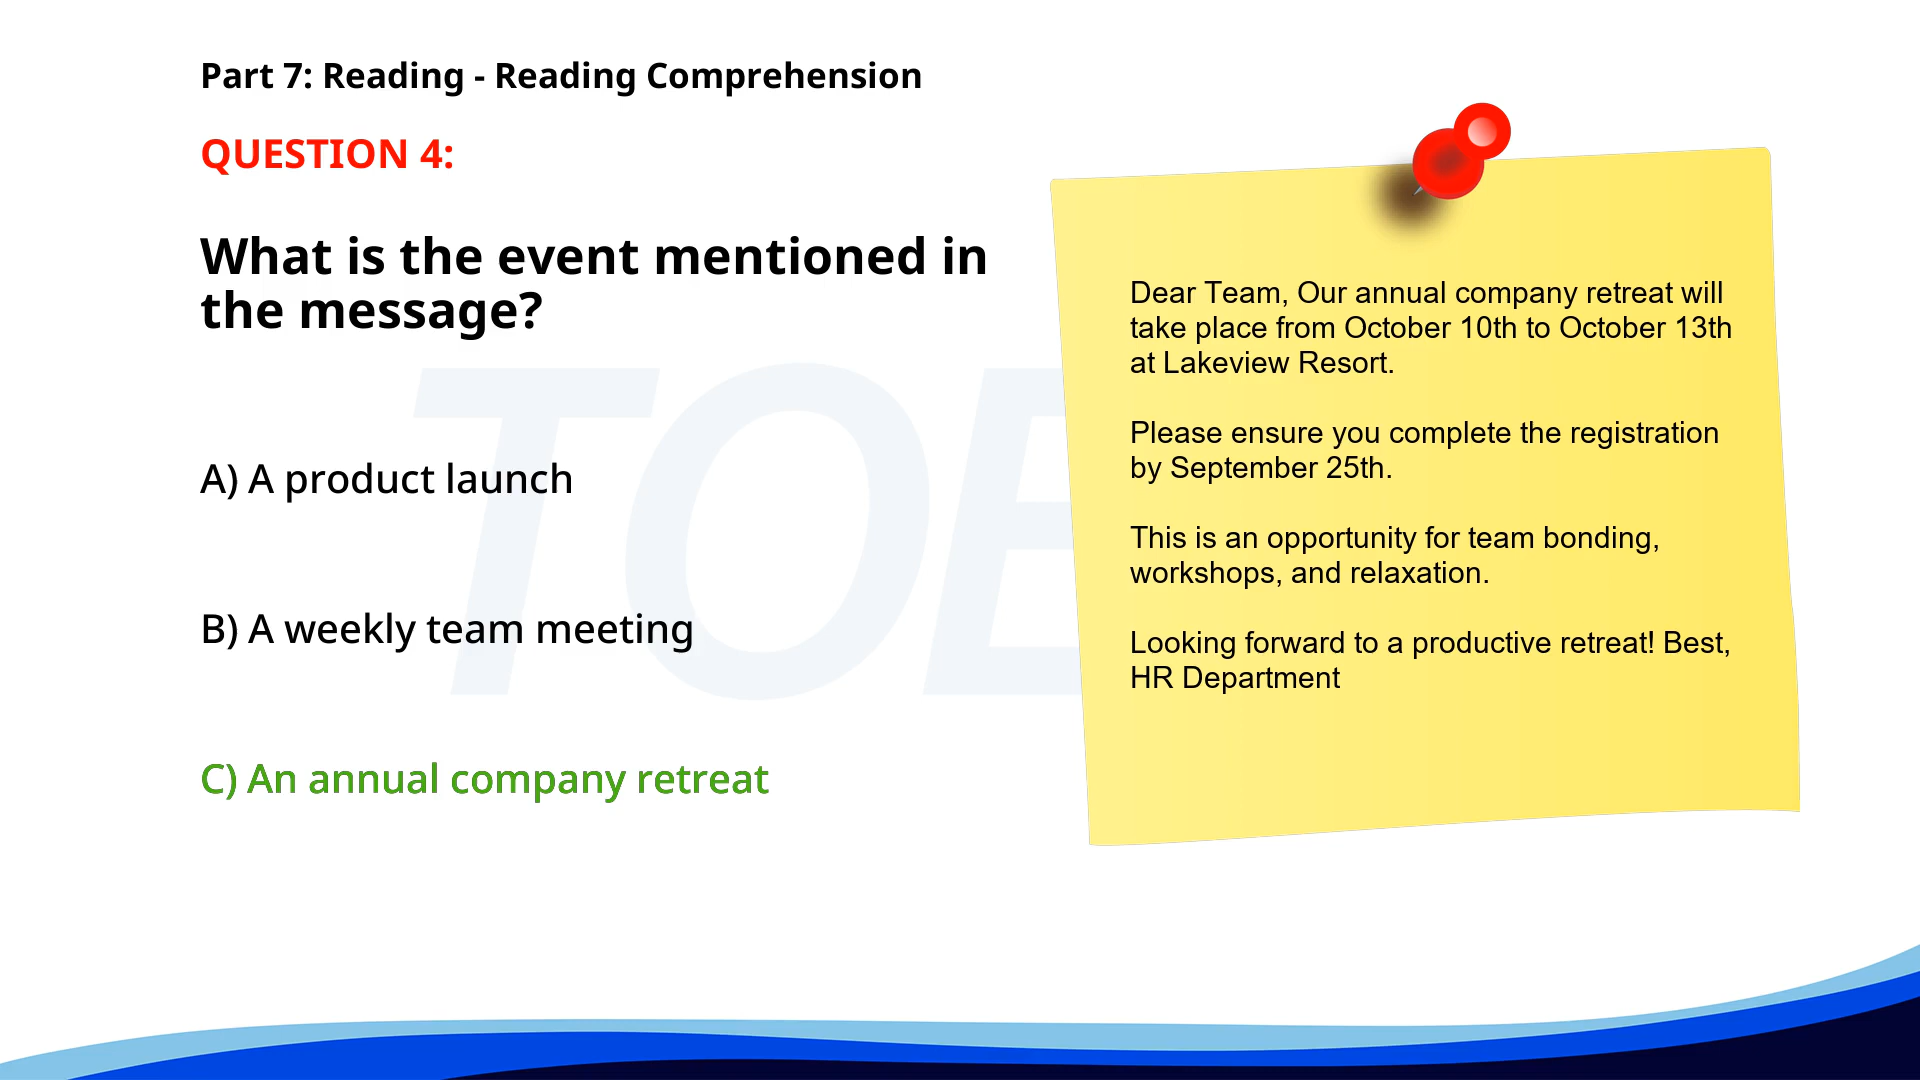 Part 7: Reading - Reading Comprehension
QUESTION 4:
What is the event mentioned in
the message?
A) A product launch
B) A weekly team meeting
C) An annual company retreat
Dear Team, Our annual company retreat will
take place from October 10th to October 13th
at Lakeview Resort.
Please ensure you complete the registration
by September 25th.
This is an opportunity for team bonding,
workshops, and relaxation.
Looking forward to a productive retreat! Best,
HR Department